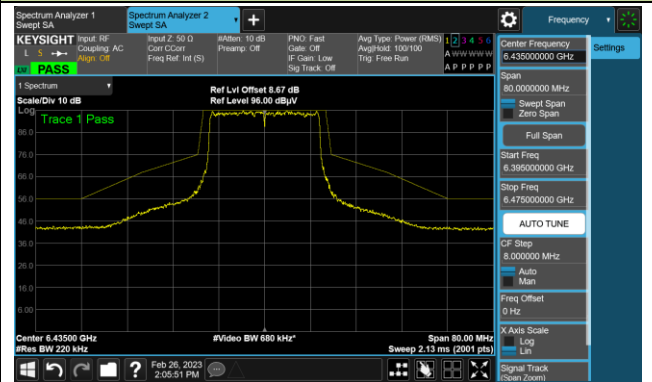 Spectrum Analyzer 1
Swept SA
Spectrum Analyzer 2
Swept SA
+
Frequency
KEYSIGHT
L S
Input: RF
Coupling: AC
Align: Off
Input Z: 50 Ω
Corr CCorr
Freq Ref: Int (S)
#Atten: 10 dB
Preamp: Off
PNO: Fast
Gate: Off
IF Gain: Low
Sig Track: Off
Avg Type: Power (RMS)
Avg|Hold: 100/100
Trig: Free Run
1 2 3 4 5 6
A W W W W W
A P P P P P
LNI PASS
1 Spectrum
Scale/Div 10 dB
Ref Lvl Offset 8.67 dB
Ref Level 96.00 dBµV
Log
Trace 1 Pass
86.0
76.0
66.0
56.0
46.0
36.0
26.0
16.0
6.00
Center 6.43500 GHz
#Res BW 220 kHz
#Video BW 680 kHz*
Span 80.00 MHz
Sweep 2.13 ms (2001 pts)
Feb 26, 2023
2:05:51 PM
?
Center Frequency
6.435000000 GHz
Settings
Span
80.0000000 MHz
Swept Span
Zero Span
Full Span
Start Freq
6.395000000 GHz
Stop Freq
6.475000000 GHz
AUTO TUNE
CF Step
8.000000 MHz
Auto
Man
Freq Offset
0 Hz
X Axis Scale
Log
Lin
Signal Track
(Span Zoom)